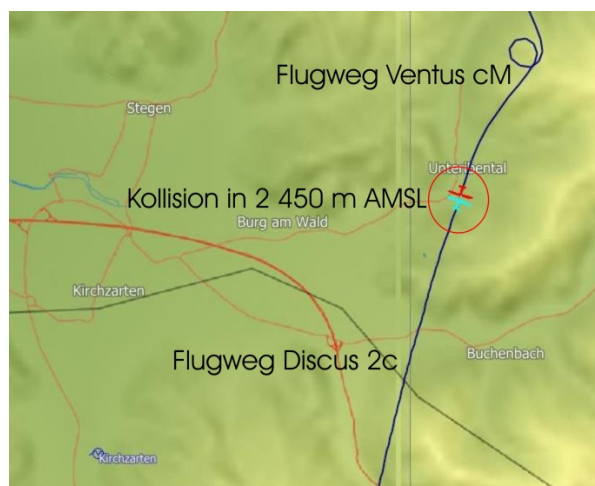 Flugweg Ventus cM
Stegen
Unteribental
Kollision in 2 450 m AMSL
Burg am Wald
Kirchzarten
Flugweg Discus 2c
Buchenbach
Kirchzarten